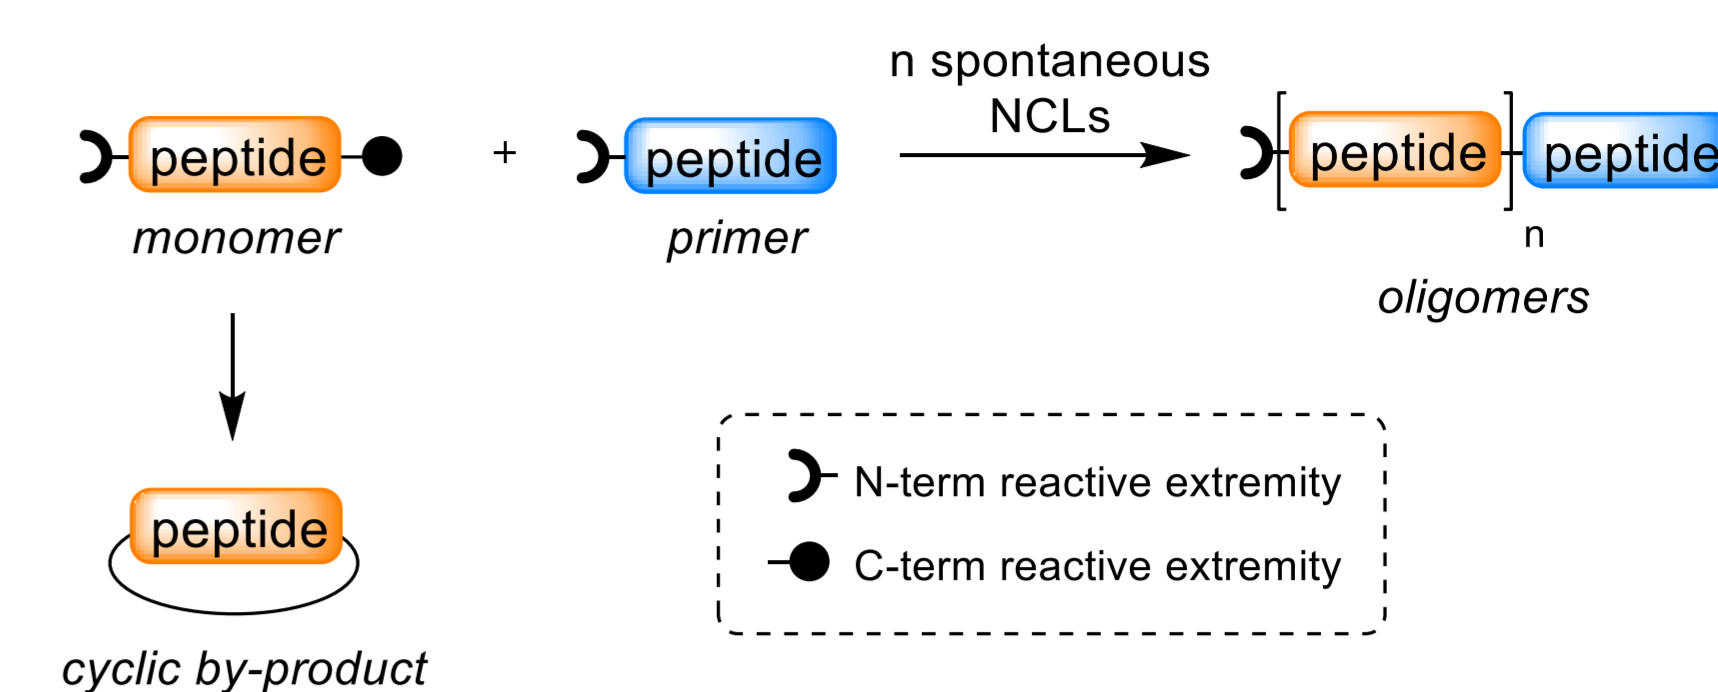 n spontaneous
NCLs
peptide + peptide peptide peptide
n
monomer primer
oligomers
peptide
N-term reactive extremity
C-term reactive extremity
cyclic by-product